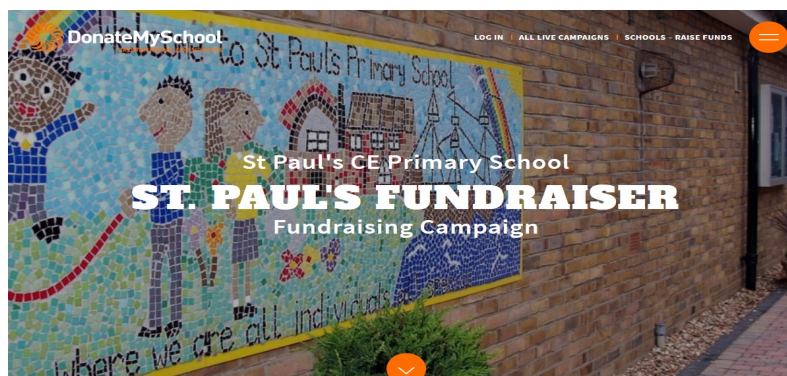 DonateMySchool
LOG IN | ALL LIVE CAMPAIGNS | SCHOOLS - RAISE FUNDS
to St Pauls Primary School
St Paul's CE Primary School
ST. PAUL'S FUNDRAISER
Fundraising Campaign
where we are all individuals